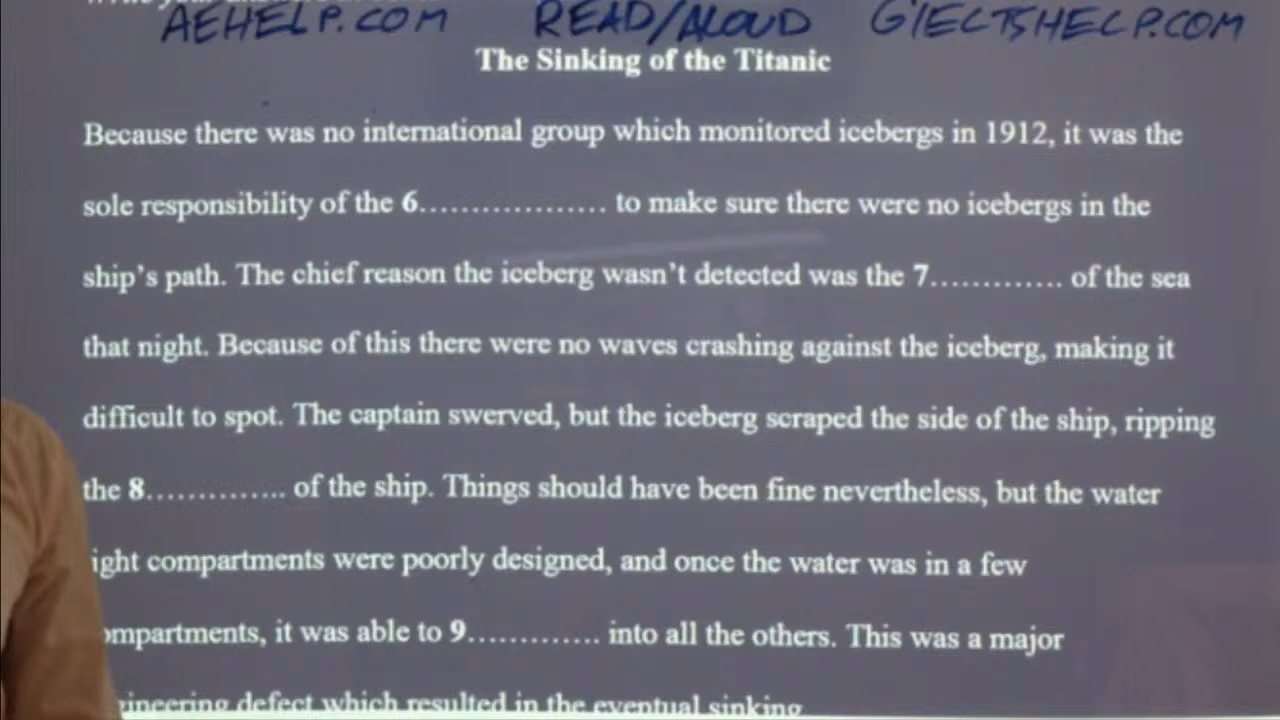 AEHELP.COM READ/ALOUD GIELTSHELP.COM
The Sinking of the Titanic
Because there was no international group which monitored icebergs in 1912, it was the
sole responsibility of the 6.................. to make sure there were no icebergs in the
ship's path. The chief reason the iceberg wasn't detected was the 7............. of the sea
that night. Because of this there were no waves crashing against the iceberg, making it
difficult to spot. The captain swerved, but the iceberg scraped the side of the ship, ripping
the 8.............. of the ship. Things should have been fine nevertheless, but the water
ight compartments were poorly designed, and once the water was in a few
ompartments, it was able to 9............. into all the others. This was a major
gineering defect which resulted in the eventual sinking